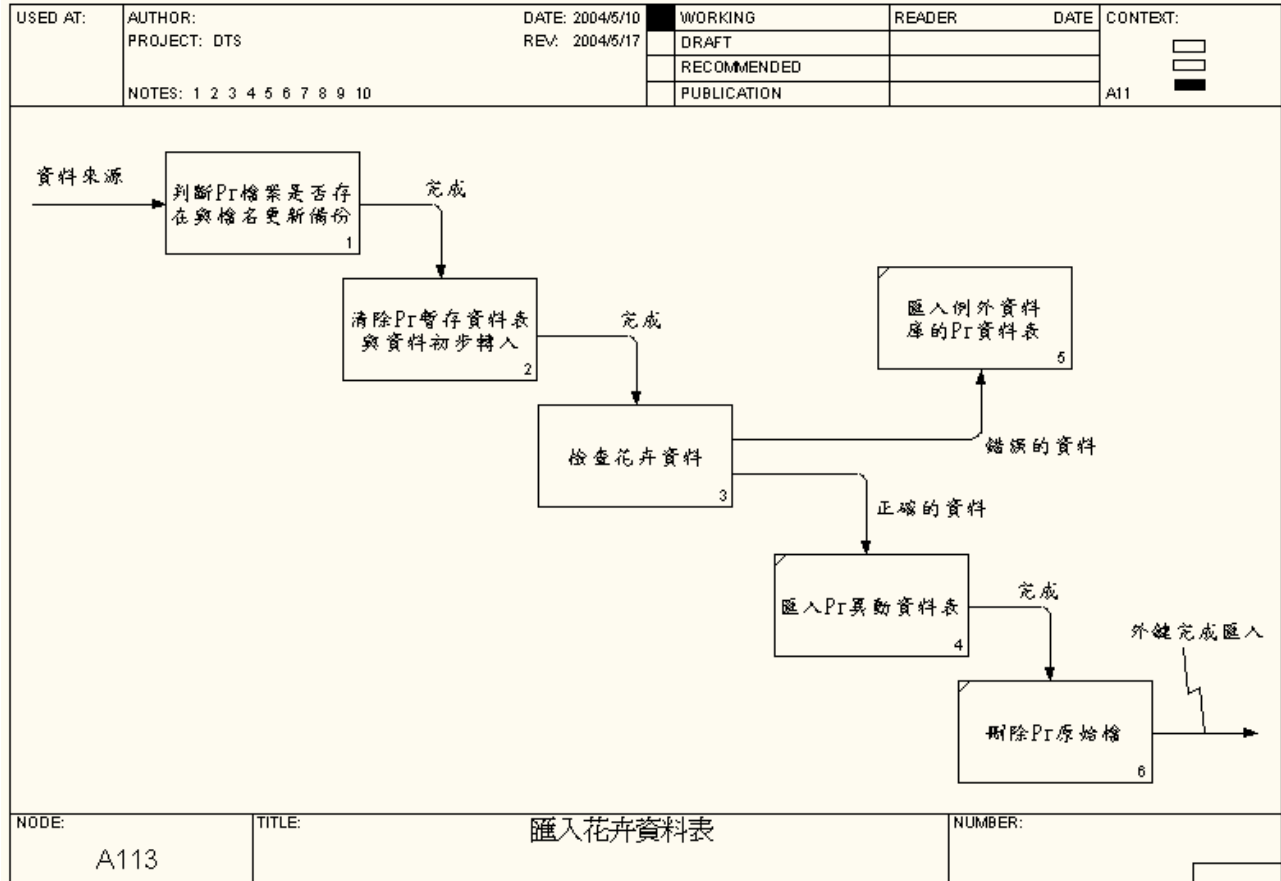 USED AT:
AUTHOR:
DATE: 2004/5/10
WORKING
READER
DATE
CONTEXT:
PROJECT: DTS
REV: 2004/5/17
DRAFT
RECOMMENDED
NOTES: 1 2 3 4 5 6 7 8 9 10
PUBLICATION
A11
資料來源
判斷Pr檔案是否存
在與檔名更新備份
1
完成
清除Pr暫存資料表
與資料初步轉入
2
完成
匯入例外資料
庫的Pr資料表
5
檢查花卉資料
3
錯誤的資料
正確的資料
匯入Pr異動資料表
4
完成
外鍵完成匯入
刪除Pr原始檔
6
NODE:
A113
TITLE:
匯入花卉資料表
NUMBER: